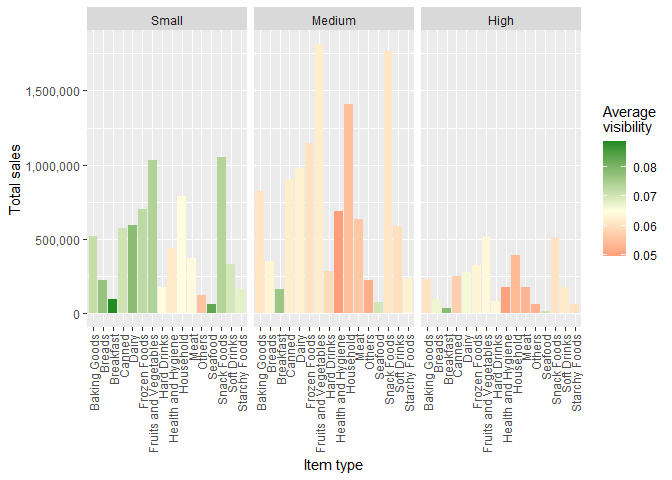 Small
Medium
High
Total sales
1,500,000
1,000,000
500,000
0
Baking Goods
Breads
Breakfast
Canned
Dairy
Frozen Foods
Fruits and Vegetables
Hard Drinks
Health and Hygiene
Household
Meat
Others
Seafood
Snack Foods
Soft Drinks
Starchy Foods
Baking Goods
Breads
Breakfast
Canned
Dairy
Frozen Foods
Fruits and Vegetables
Hard Drinks
Health and Hygiene
Household
Meat
Others
Seafood
Snack Foods
Soft Drinks
Starchy Foods
Baking Goods
Breads
Breakfast
Canned
Dairy
Frozen Foods
Fruits and Vegetables
Hard Drinks
Health and Hygiene
Household
Meat
Others
Seafood
Snack Foods
Soft Drinks
Starchy Foods
Item type
Average
visibility
0.08
0.07
0.06
0.05